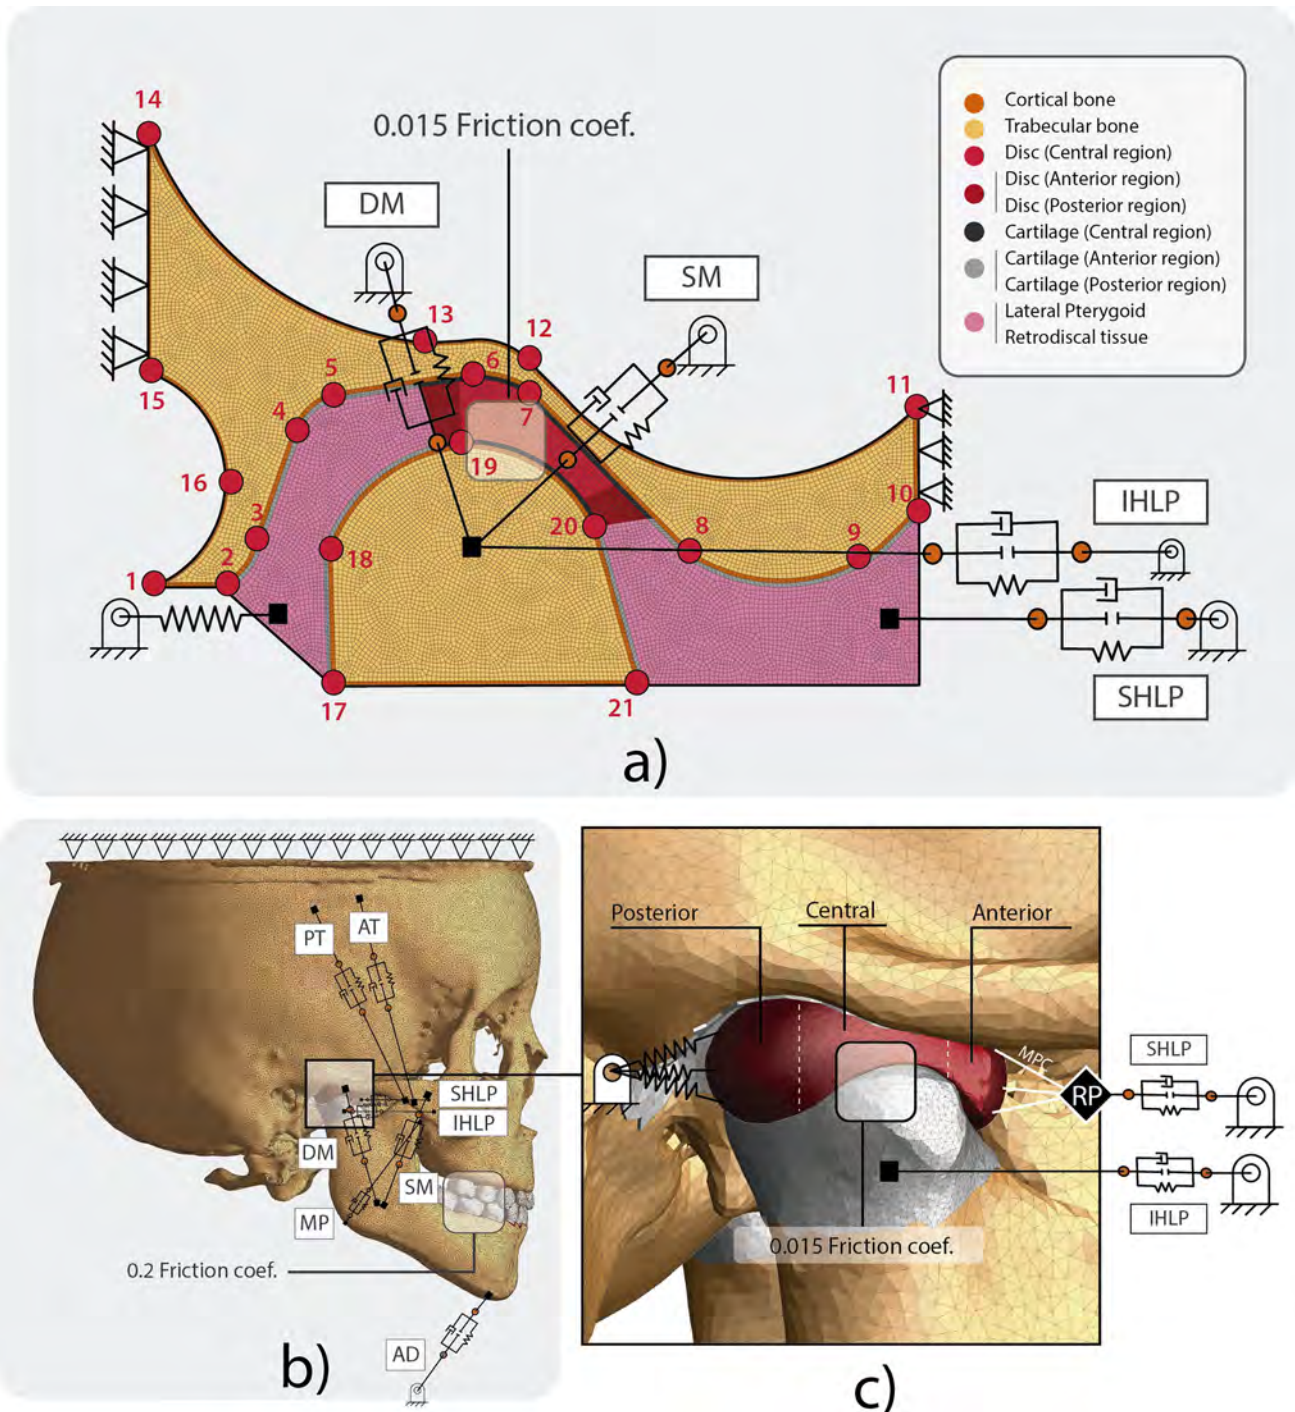 14
0.015 Friction coef.
Cortical bone
Trabecular bone
Disc (Central region)
Disc (Anterior region)
Disc (Posterior region)
Cartilage (Central region)
Cartilage (Anterior region)
Cartilage (Posterior region)
Lateral Pterygoid
Retrodiscal tissue
DM
SM
13
12
6
5
7
15
11
4
19
16
10
IHLP
3
20
8
9
18
2
1
SHLP
17
21
a)
Posterior
Central
Anterior
AT
PT
MPC
SHLP
RP
SHLP
IHLP
DM
SM
MP
IHLP
0.015 Friction coef.
0.2 Friction coef.
AD
b)
c)